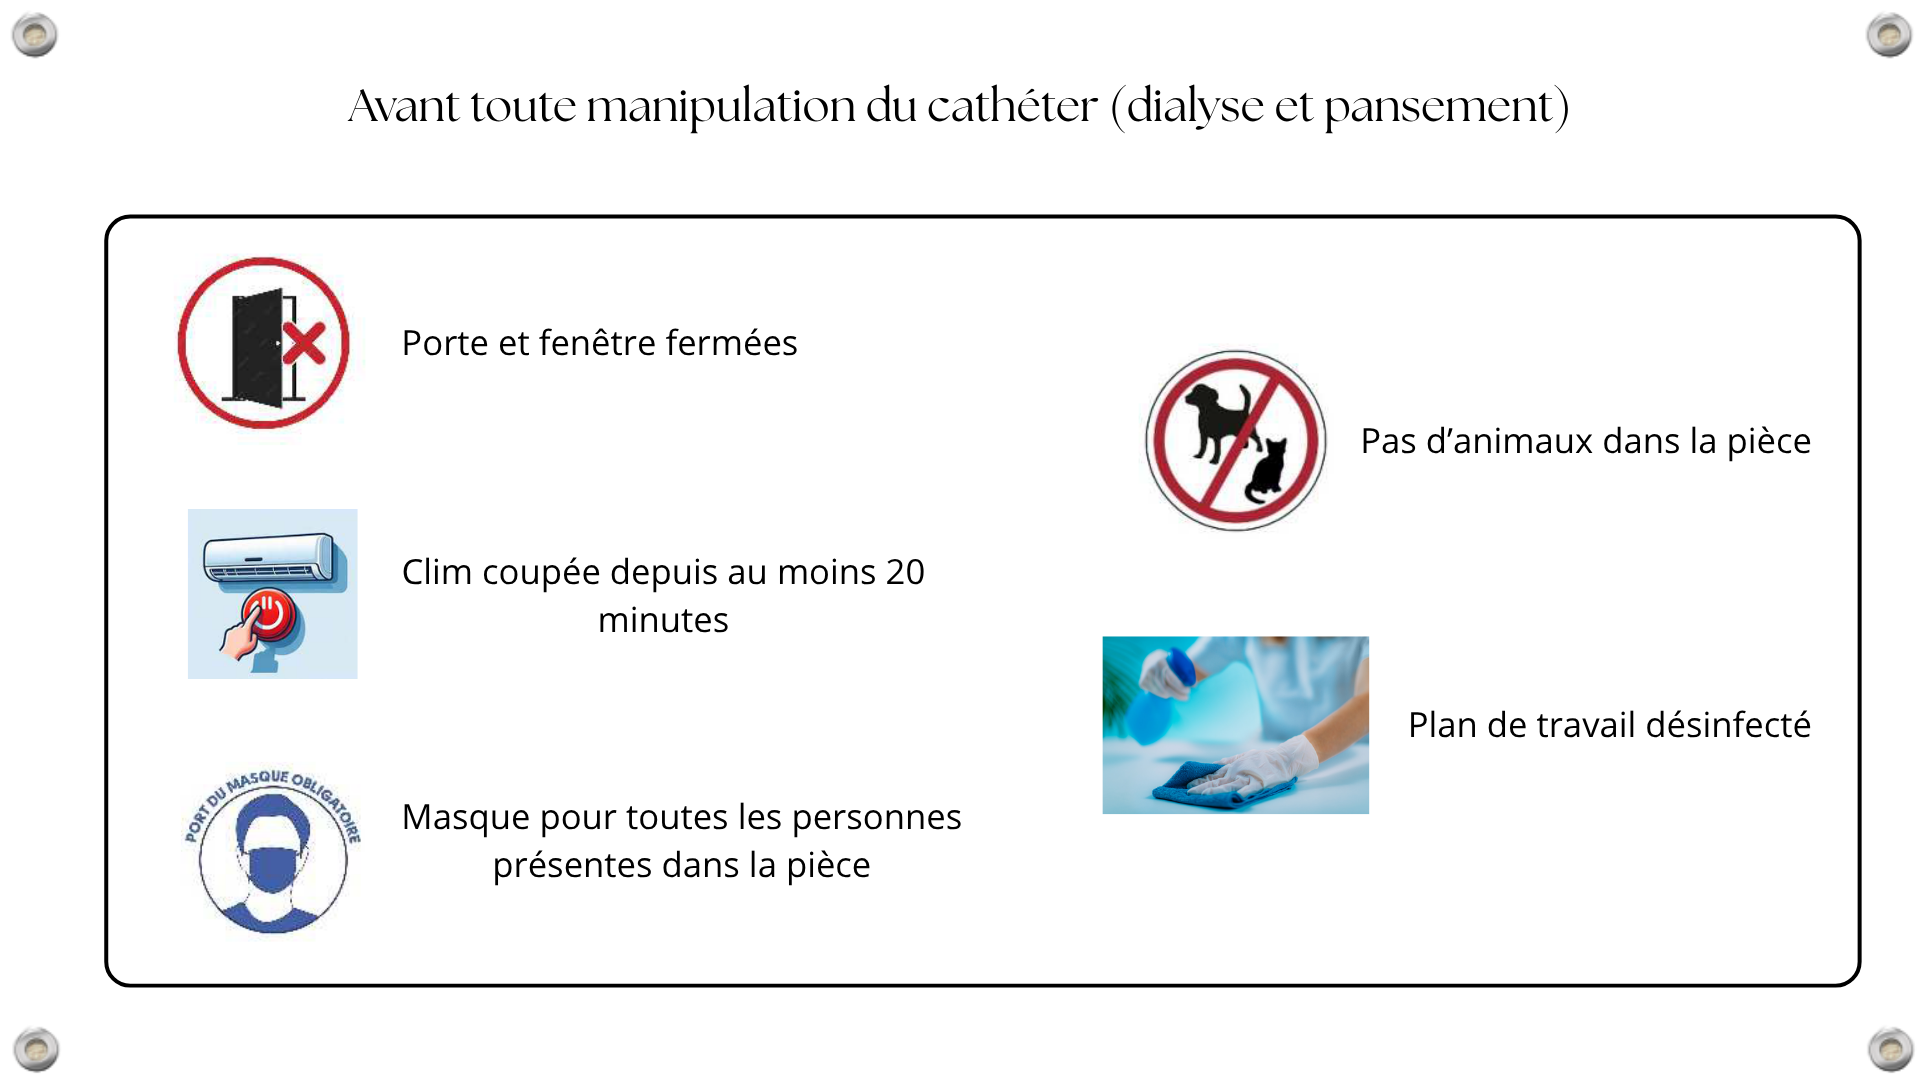 Avant toute manipulation du cathéter (dialyse et pansement)
Porte et fenêtre fermées
Clim coupée depuis au moins 20
minutes
PORT DU MASQUE OBLIGATOIRE
Masque pour toutes les personnes
présentes dans la pièce
Pas d’animaux dans la pièce
Plan de travail désinfecté